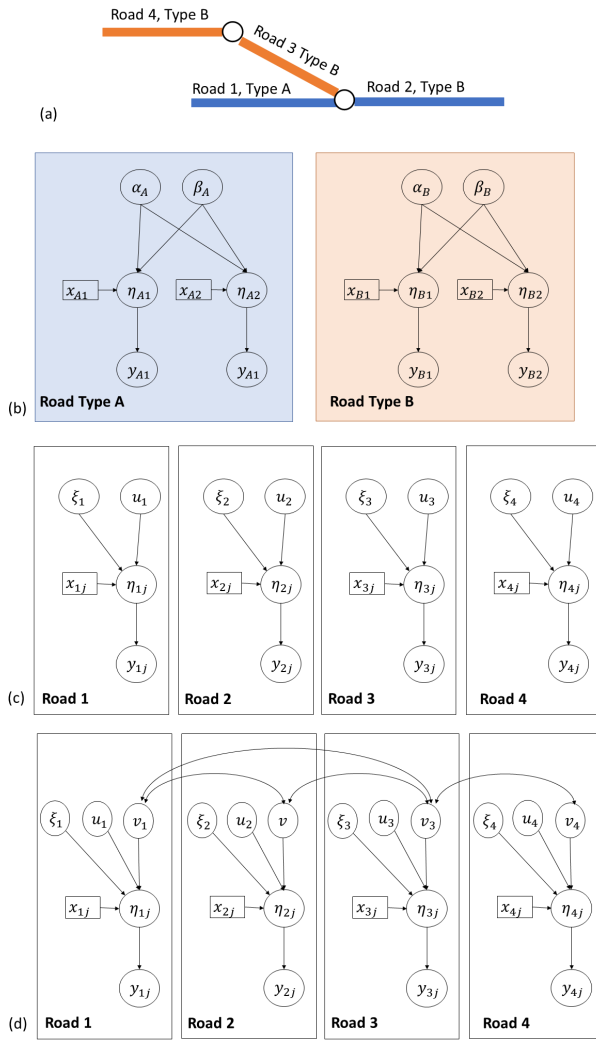 Road 4, Type B
Road 3 Type B
Road 1, Type A
Road 2, Type B
(a)
α_A β_A α_B β_B
x_A1 η_A1 x_A2 η_A2 x_B1 η_B1 x_B2 η_B2
y_A1 y_A1 y_B1 y_B2
(b) Road Type A Road Type B
ξ_1 u_1 ξ_2 u_2 ξ_3 u_3 ξ_4 u_4
x_1j η_1j x_2j η_2j x_3j η_3j x_4j η_4j
y_1j y_2j y_3j y_4j
(c) Road 1 Road 2 Road 3 Road 4
ξ_1 u_1 v_1 ξ_2 u_2 v ξ_3 u_3 v_3 ξ_4 u_4 v_4
x_1j η_1j x_2j η_2j x_3j η_3j x_4j η_4j
y_1j y_2j y_3j y_4j
(d) Road 1 Road 2 Road 3 Road 4